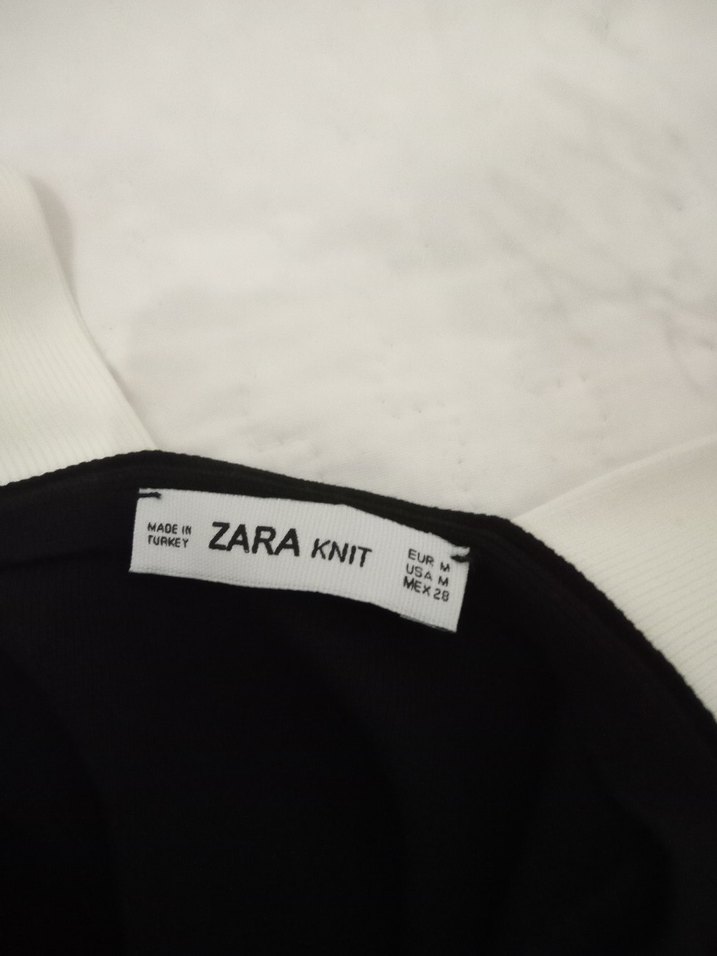 MADE IN
TURKEY
ZARA KNIT
EUR M
USA M
MEX 28